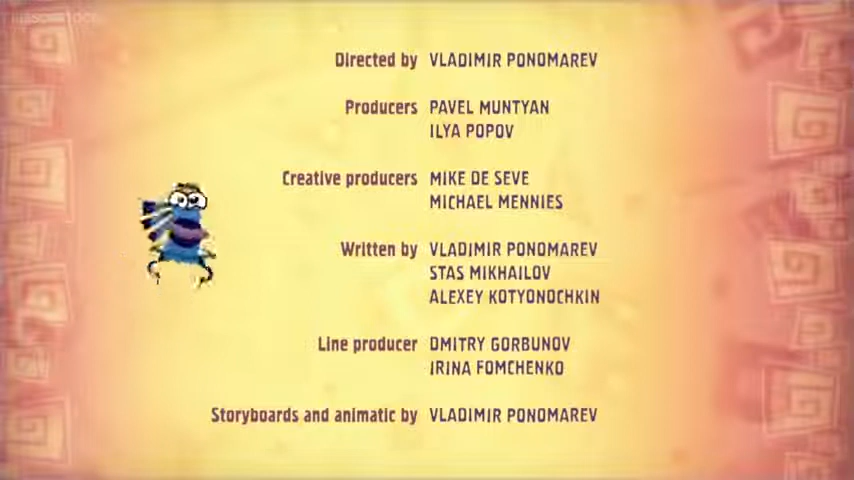 Directed by VLADIMIR PONOMAREV
Producers PAVEL MUNTYAN
ILYA POPOV
Creative producers MIKE DE SEVE
MICHAEL MENNIES
Written by VLADIMIR PONOMAREV
STAS MIKHAILOV
ALEXEY KOTYONOCHKIN
Line producer DMITRY GORBUNOV
IRINA FOMCHENKO
Storyboards and animatic by VLADIMIR PONOMAREV